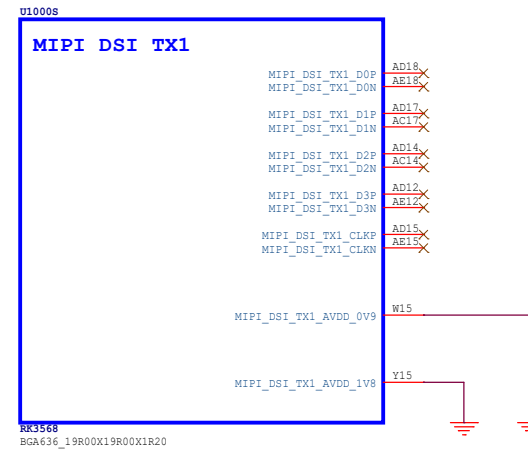 U1000S
MIPI DSI TX1
MIPI_DSI_TX1_D0P AD18
MIPI_DSI_TX1_D0N AE18
MIPI_DSI_TX1_D1P AD17
MIPI_DSI_TX1_D1N AC17
MIPI_DSI_TX1_D2P AD14
MIPI_DSI_TX1_D2N AC14
MIPI_DSI_TX1_D3P AD12
MIPI_DSI_TX1_D3N AE12
MIPI_DSI_TX1_CLKP AD15
MIPI_DSI_TX1_CLKN AE15
MIPI_DSI_TX1_AVDD_0V9 W15
MIPI_DSI_TX1_AVDD_1V8 Y15
RK3568
BGA636_19R00X19R00X1R20